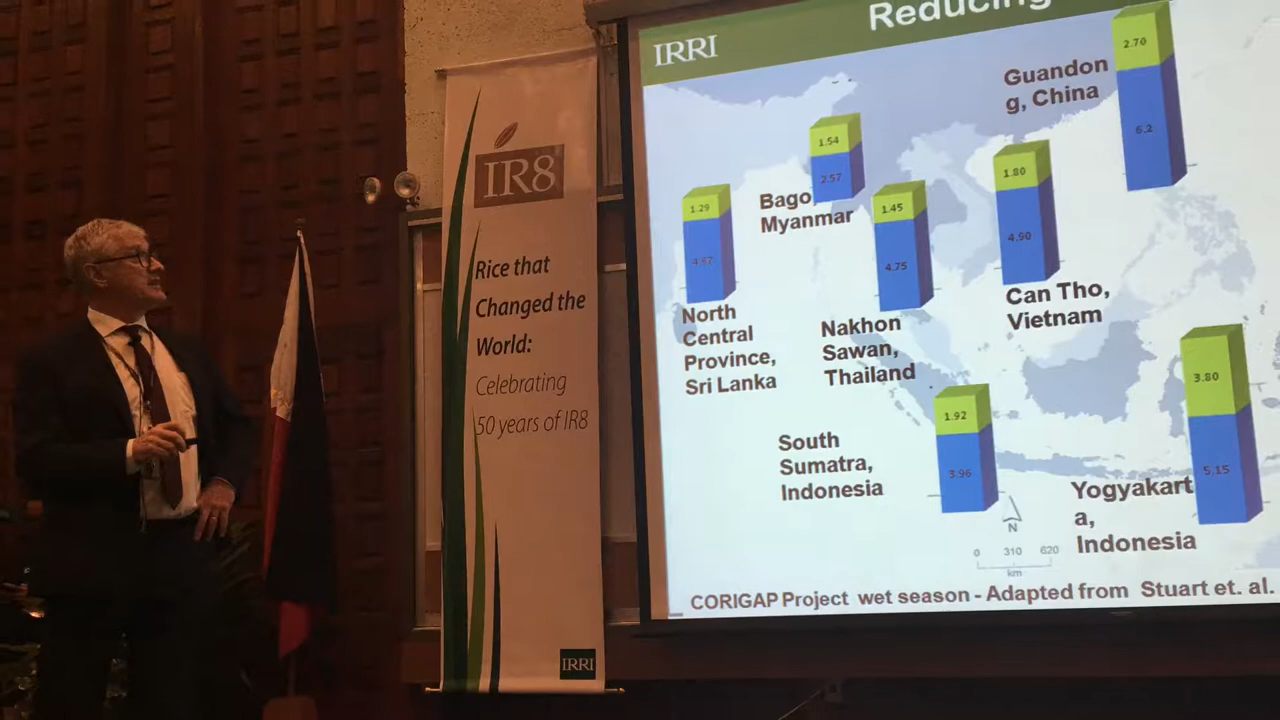 IR8
Rice that
Changed the
World:
Celebrating
50 years of IR8
IRRI
Reducing
IRRI
2.70
6.2
Guandon
g, China
1.54
2.57
Bago,
Myanmar
1.80
4.90
Can Tho,
Vietnam
1.29
4.67
North
Central
Province,
Sri Lanka
1.45
4.75
Nakhon
Sawan,
Thailand
1.92
3.96
South
Sumatra,
Indonesia
3.80
5.15
Yogyakart
a,
Indonesia
N
0 310 620
km
CORIGAP Project wet season - Adapted from Stuart et. al.